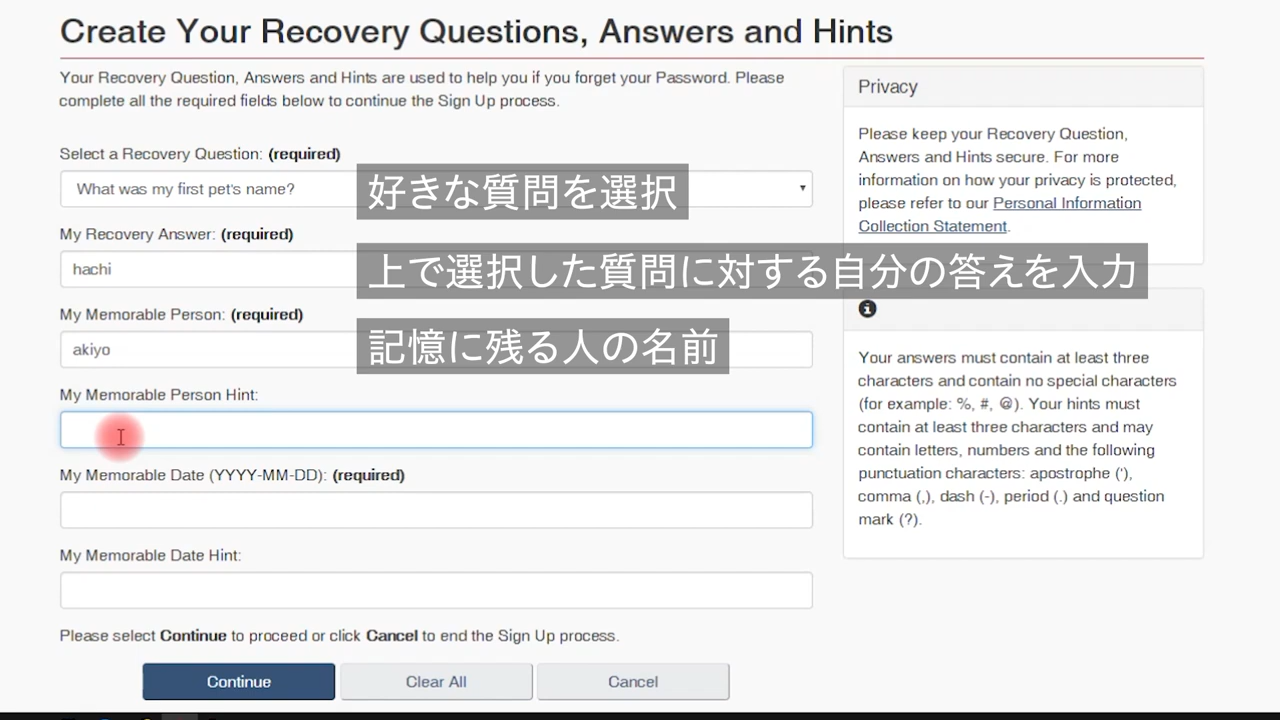 Create Your Recovery Questions, Answers and Hints
Your Recovery Question, Answers and Hints are used to help you if you forget your Password. Please
complete all the required fields below to continue the Sign Up process.
Select a Recovery Question: (required)
What was my first pet's name?
好きな質問を選択
My Recovery Answer: (required)
hachi
上で選択した質問に対する自分の答えを入力
My Memorable Person: (required)
akiyo
記憶に残る人の名前
My Memorable Person Hint:
My Memorable Date (YYYY-MM-DD): (required)
My Memorable Date Hint:
Please select Continue to proceed or click Cancel to end the Sign Up process.
Continue
Clear All
Cancel
Privacy
Please keep your Recovery Question,
Answers and Hints secure. For more
information on how your privacy is protected,
please refer to our Personal Information
Collection Statement.
Your answers must contain at least three
characters and contain no special characters
(for example: %, #, @). Your hints must
contain at least three characters and may
contain letters, numbers and the following
punctuation characters: apostrophe ('),
comma (,), dash (-), period (.) and question
mark (?).